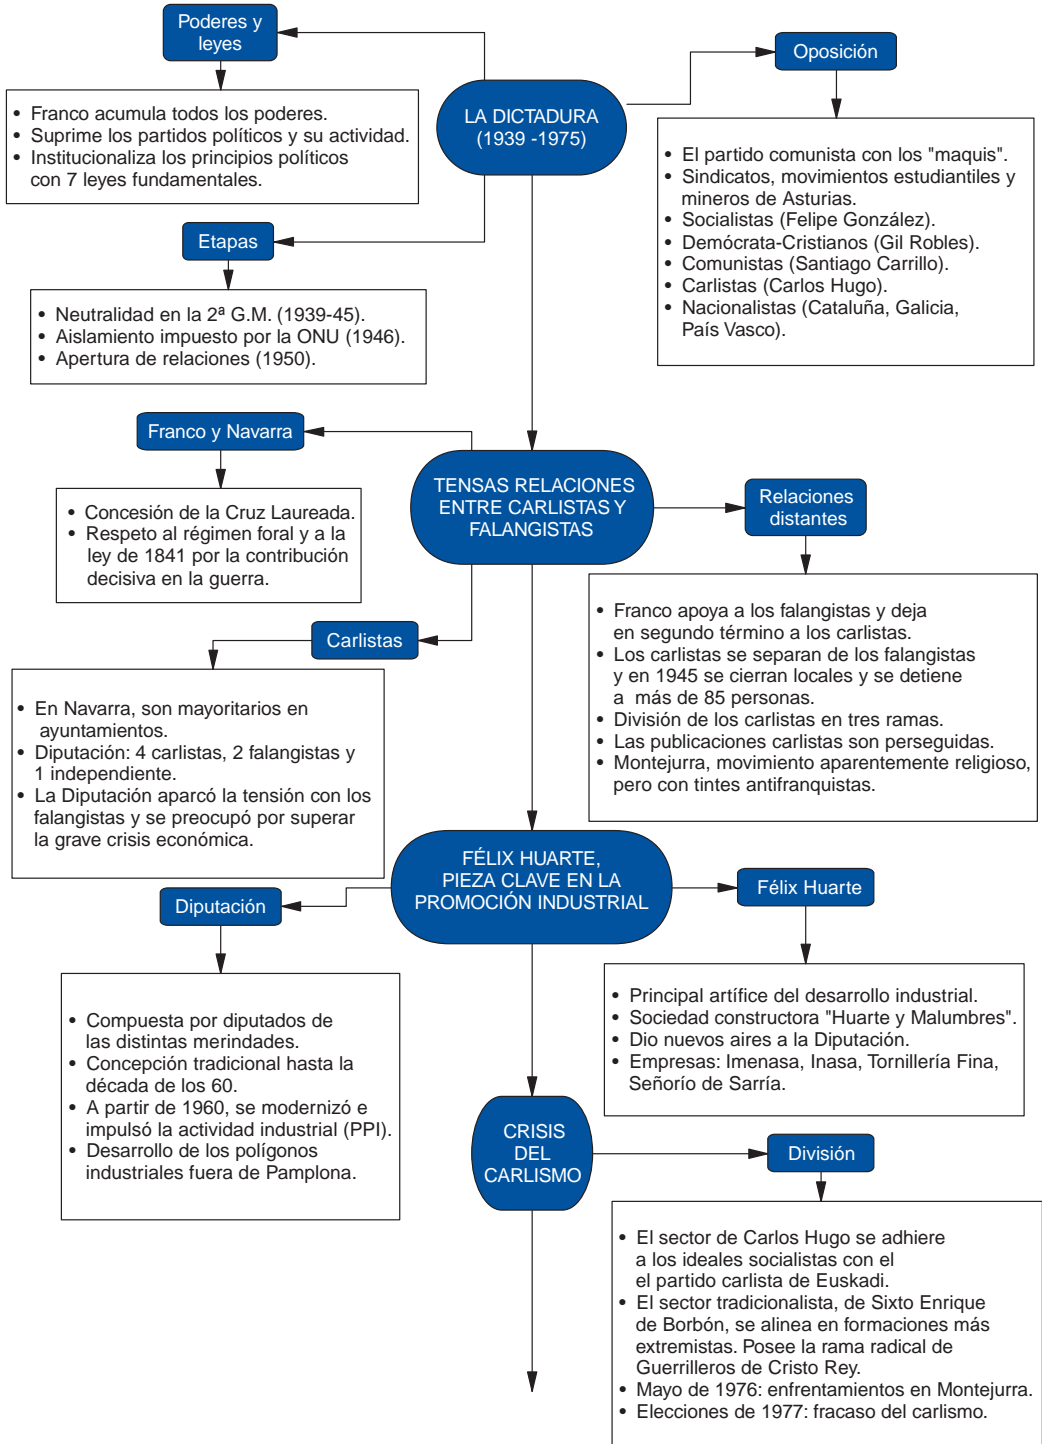 Poderes y
leyes
• Franco acumula todos los poderes.
• Suprime los partidos políticos y su actividad.
• Institucionaliza los principios políticos
con 7 leyes fundamentales.
LA DICTADURA
(1939 -1975)
Oposición
• El partido comunista con los "maquis".
• Sindicatos, movimientos estudiantiles y
mineros de Asturias.
• Socialistas (Felipe González).
• Demócrata-Cristianos (Gil Robles).
• Comunistas (Santiago Carrillo).
• Carlistas (Carlos Hugo).
• Nacionalistas (Cataluña, Galicia,
País Vasco).
Etapas
• Neutralidad en la 2ª G.M. (1939-45).
• Aislamiento impuesto por la ONU (1946).
• Apertura de relaciones (1950).
Franco y Navarra
• Concesión de la Cruz Laureada.
• Respeto al régimen foral y a la
ley de 1841 por la contribución
decisiva en la guerra.
TENSAS RELACIONES
ENTRE CARLISTAS Y
FALANGISTAS
Relaciones
distantes
• Franco apoya a los falangistas y deja
en segundo término a los carlistas.
• Los carlistas se separan de los falangistas
y en 1945 se cierran locales y se detiene
a más de 85 personas.
• División de los carlistas en tres ramas.
• Las publicaciones carlistas son perseguidas.
• Montejurra, movimiento aparentemente religioso,
pero con tintes antifranquistas.
Carlistas
• En Navarra, son mayoritarios en
ayuntamientos.
• Diputación: 4 carlistas, 2 falangistas y
1 independiente.
• La Diputación aparcó la tensión con los
falangistas y se preocupó por superar
la grave crisis económica.
FÉLIX HUARTE,
PIEZA CLAVE EN LA
PROMOCIÓN INDUSTRIAL
Félix Huarte
• Principal artífice del desarrollo industrial.
• Sociedad constructora "Huarte y Malumbres".
• Dio nuevos aires a la Diputación.
• Empresas: Imenasa, Inasa, Tornillería Fina,
Señorío de Sarría.
Diputación
• Compuesta por diputados de
las distintas merindades.
• Concepción tradicional hasta la
década de los 60.
• A partir de 1960, se modernizó e
impulsó la actividad industrial (PPI).
• Desarrollo de los polígonos
industriales fuera de Pamplona.
CRISIS
DEL
CARLISMO
División
• El sector de Carlos Hugo se adhiere
a los ideales socialistas con el
el partido carlista de Euskadi.
• El sector tradicionalista, de Sixto Enrique
de Borbón, se alinea en formaciones más
extremistas. Posee la rama radical de
Guerrilleros de Cristo Rey.
• Mayo de 1976: enfrentamientos en Montejurra.
• Elecciones de 1977: fracaso del carlismo.